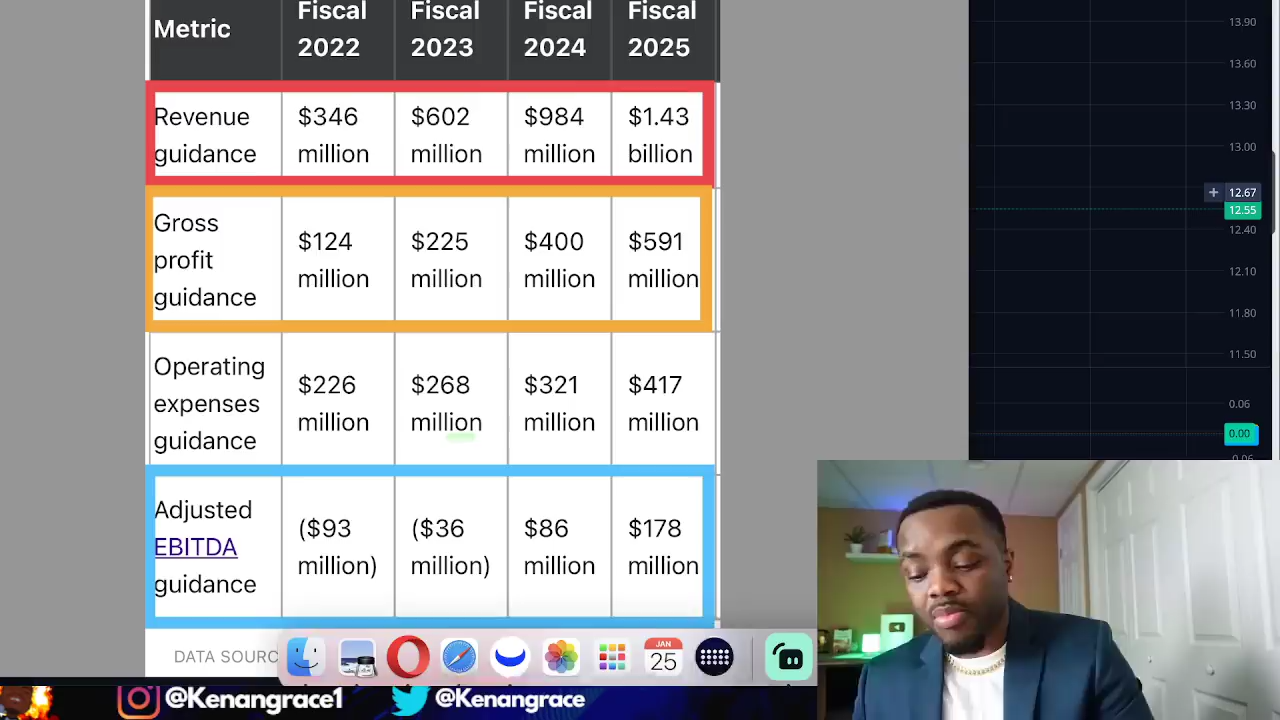 Metric
Fiscal 2022
Fiscal 2023
Fiscal 2024
Fiscal 2025
Revenue guidance
$346 million
$602 million
$984 million
$1.43 billion
Gross profit guidance
$124 million
$225 million
$400 million
$591 million
Operating expenses guidance
$226 million
$268 million
$321 million
$417 million
Adjusted EBITDA guidance
($93 million)
($36 million)
$86 million
$178 million
DATA SOURC
JAN
25
@Kenangrace1
@Kenangrace
13.90
13.60
13.30
13.00
+ 12.67
12.55
12.40
12.10
11.80
11.50
0.06
0.00